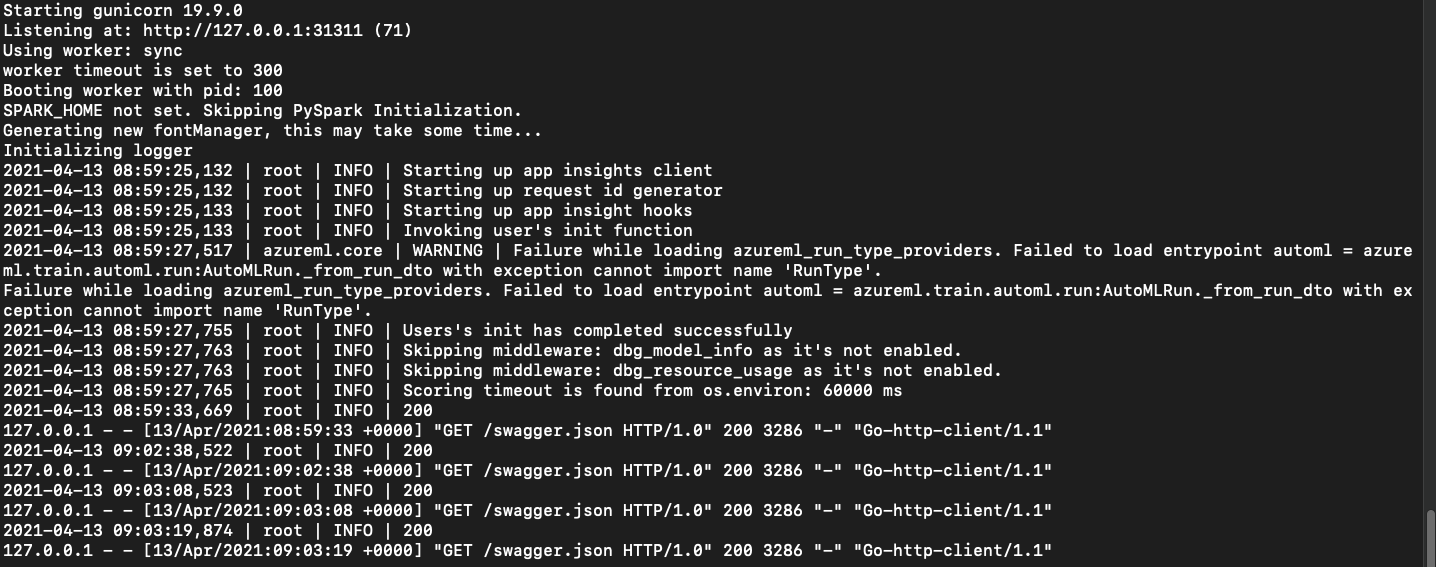 Starting gunicorn 19.9.0
Listening at: http://127.0.0.1:31311 (71)
Using worker: sync
worker timeout is set to 300
Booting worker with pid: 100
SPARK_HOME not set. Skipping PySpark Initialization.
Generating new fontManager, this may take some time...
Initializing logger
2021-04-13 08:59:25,132 | root | INFO | Starting up app insights client
2021-04-13 08:59:25,132 | root | INFO | Starting up request id generator
2021-04-13 08:59:25,133 | root | INFO | Starting up app insight hooks
2021-04-13 08:59:25,133 | root | INFO | Invoking user's init function
2021-04-13 08:59:27,517 | azureml.core | WARNING | Failure while loading azureml_run_type_providers. Failed to load entrypoint automl = azure
ml.train.automl.run:AutoMLRun._from_run_dto with exception cannot import name 'RunType'.
Failure while loading azureml_run_type_providers. Failed to load entrypoint automl = azureml.train.automl.run:AutoMLRun._from_run_dto with ex
ception cannot import name 'RunType'.
2021-04-13 08:59:27,755 | root | INFO | Users's init has completed successfully
2021-04-13 08:59:27,763 | root | INFO | Skipping middleware: dbg_model_info as it's not enabled.
2021-04-13 08:59:27,763 | root | INFO | Skipping middleware: dbg_resource_usage as it's not enabled.
2021-04-13 08:59:27,765 | root | INFO | Scoring timeout is found from os.environ: 60000 ms
2021-04-13 08:59:33,669 | root | INFO | 200
127.0.0.1 - - [13/Apr/2021:08:59:33 +0000] "GET /swagger.json HTTP/1.0" 200 3286 "-" "Go-http-client/1.1"
2021-04-13 09:02:38,522 | root | INFO | 200
127.0.0.1 - - [13/Apr/2021:09:02:38 +0000] "GET /swagger.json HTTP/1.0" 200 3286 "-" "Go-http-client/1.1"
2021-04-13 09:03:08,523 | root | INFO | 200
127.0.0.1 - - [13/Apr/2021:09:03:08 +0000] "GET /swagger.json HTTP/1.0" 200 3286 "-" "Go-http-client/1.1"
2021-04-13 09:03:19,874 | root | INFO | 200
127.0.0.1 - - [13/Apr/2021:09:03:19 +0000] "GET /swagger.json HTTP/1.0" 200 3286 "-" "Go-http-client/1.1"